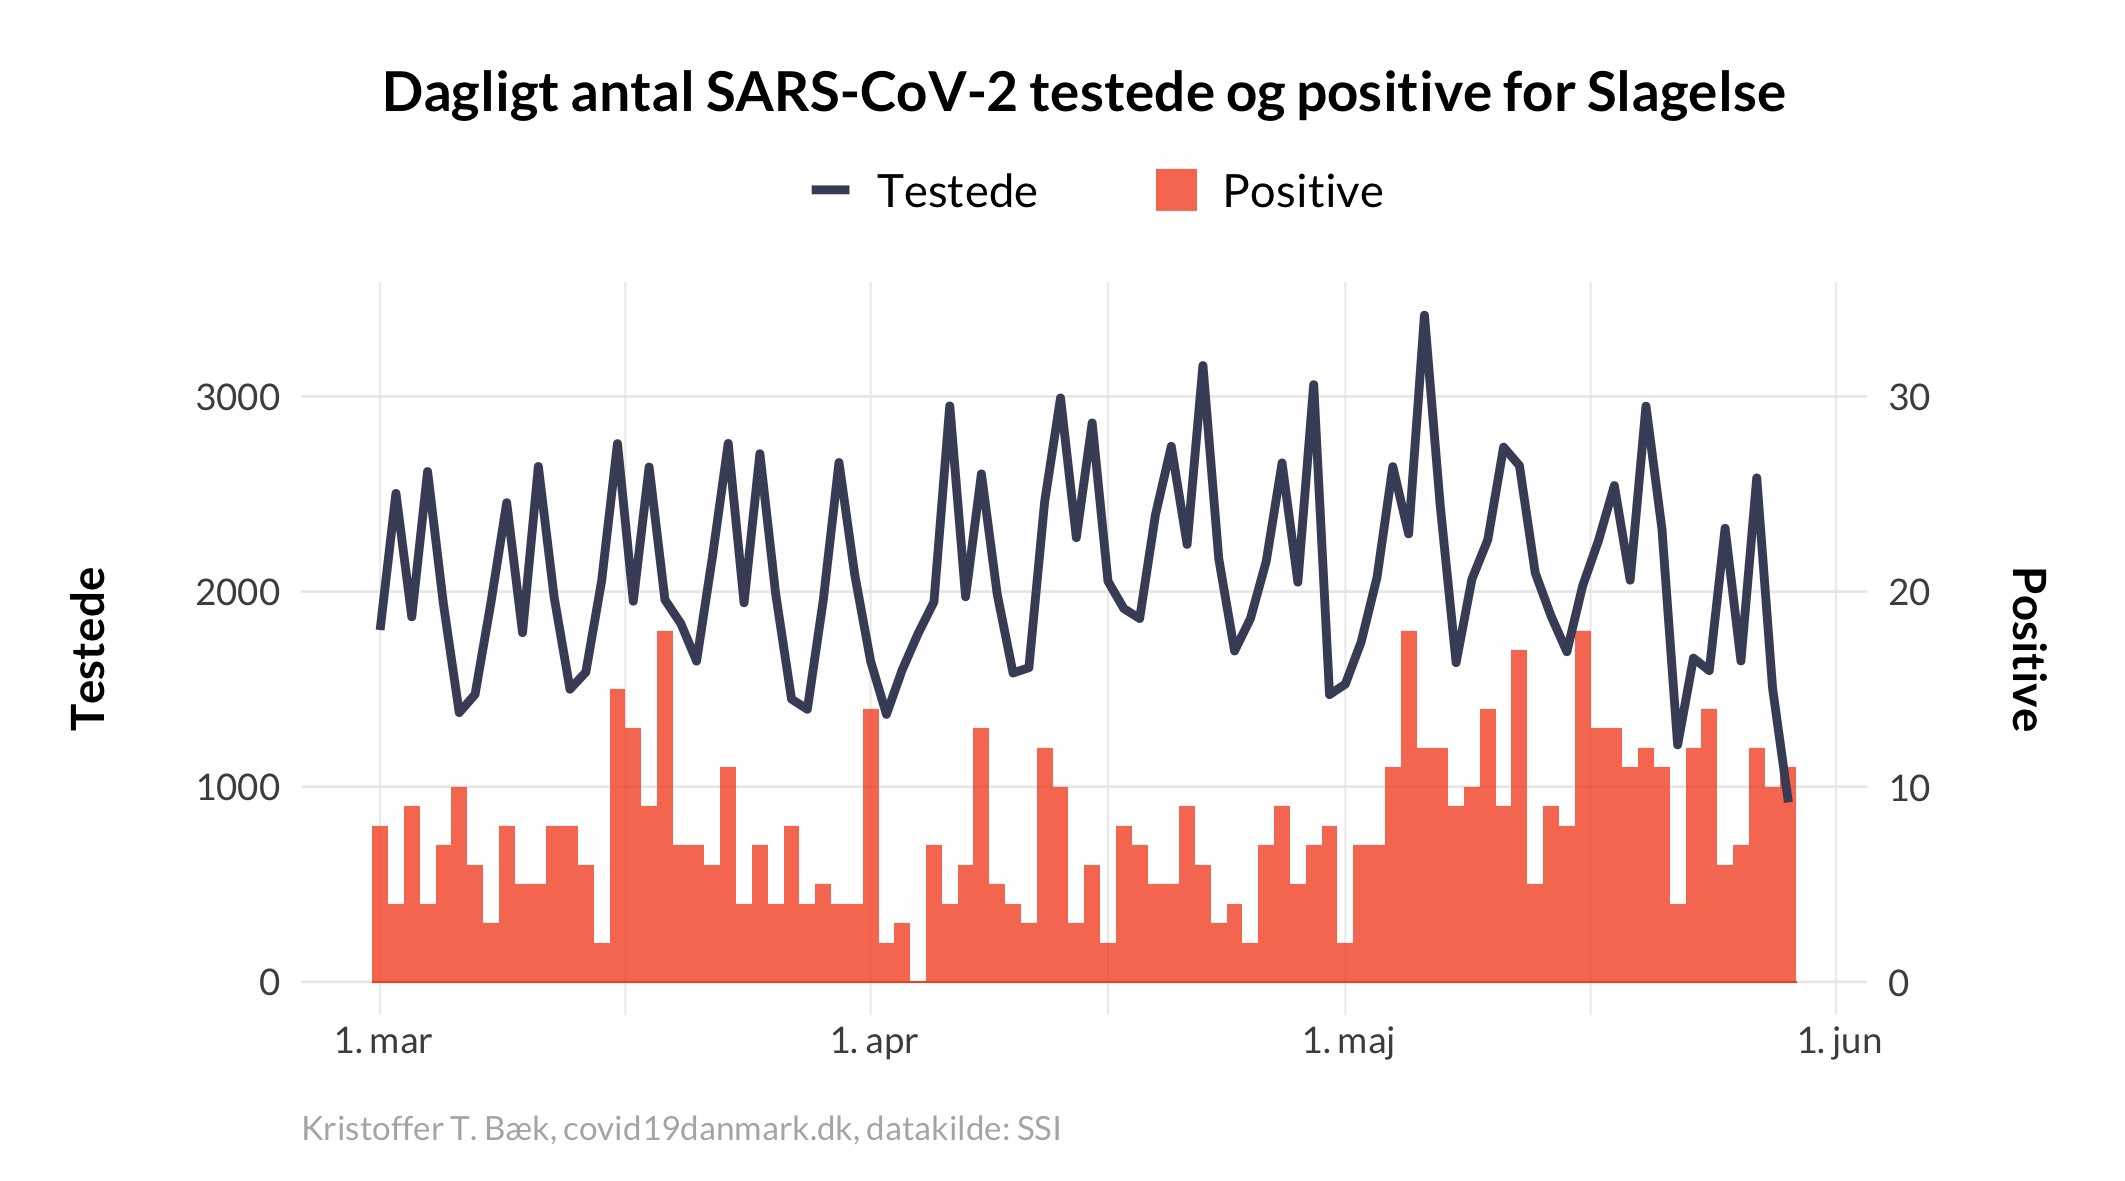 Dagligt antal SARS-CoV-2 testede og positive for Slagelse
Testede
Positive
3000
2000
1000
0
30
20
10
0
Testede
Positive
1. mar
1. apr
1. maj
1. jun
Kristoffer T. Bæk, covid19danmark.dk, datakilde: SSI